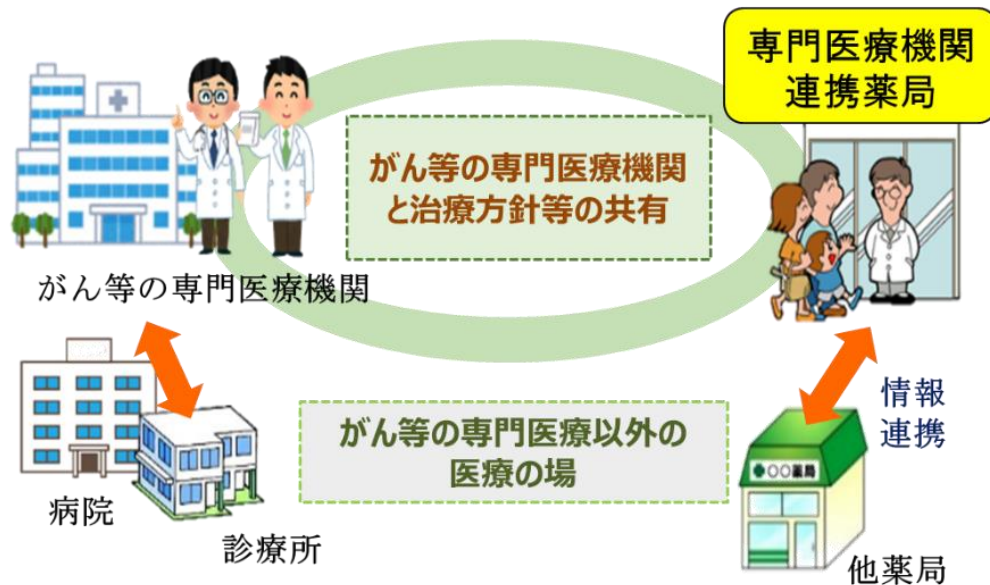 専門医療機関
連携薬局
がん等の専門医療機関
と治療方針等の共有
がん等の専門医療機関
情報
連携
がん等の専門医療以外の
医療の場
○○薬局
病院
診療所
他薬局